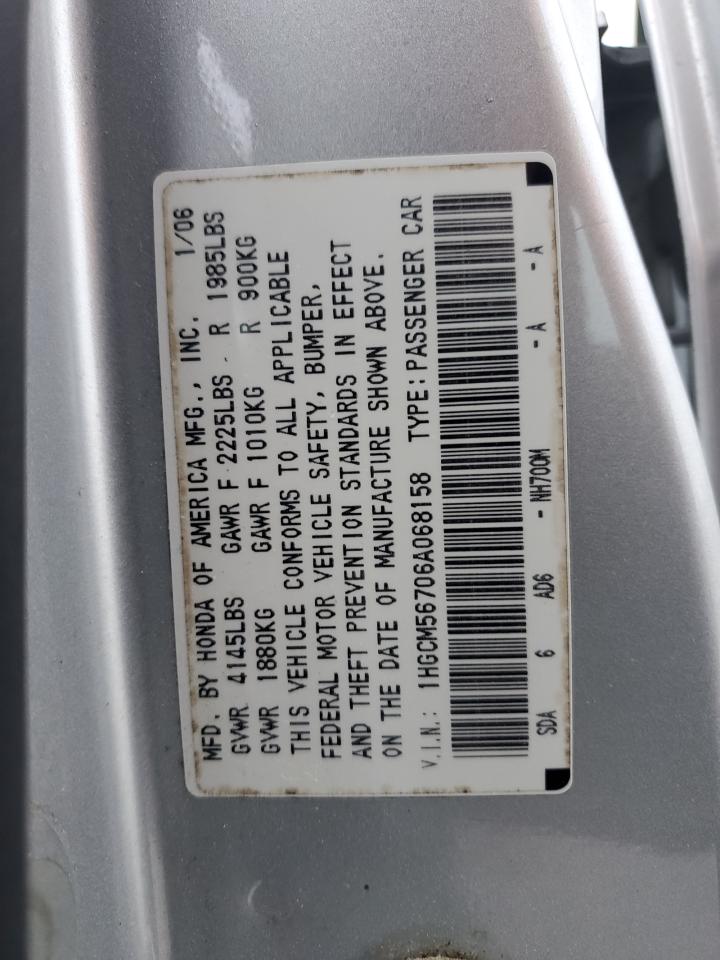 MFD. BY HONDA OF AMERICA MFG., INC. 1/06
GVWR 4145LBS GAWR F 2225LBS R 1985LBS
GVWR 1880KG GAWR F 1010KG R 900KG
THIS VEHICLE CONFORMS TO ALL APPLICABLE
FEDERAL MOTOR VEHICLE SAFETY, BUMPER,
AND THEFT PREVENTION STANDARDS IN EFFECT
ON THE DATE OF MANUFACTURE SHOWN ABOVE.
V.I.N.: 1HGCM56706A068158 TYPE:PASSENGER CAR
SDA 6 AD6 - NH700M - A - A